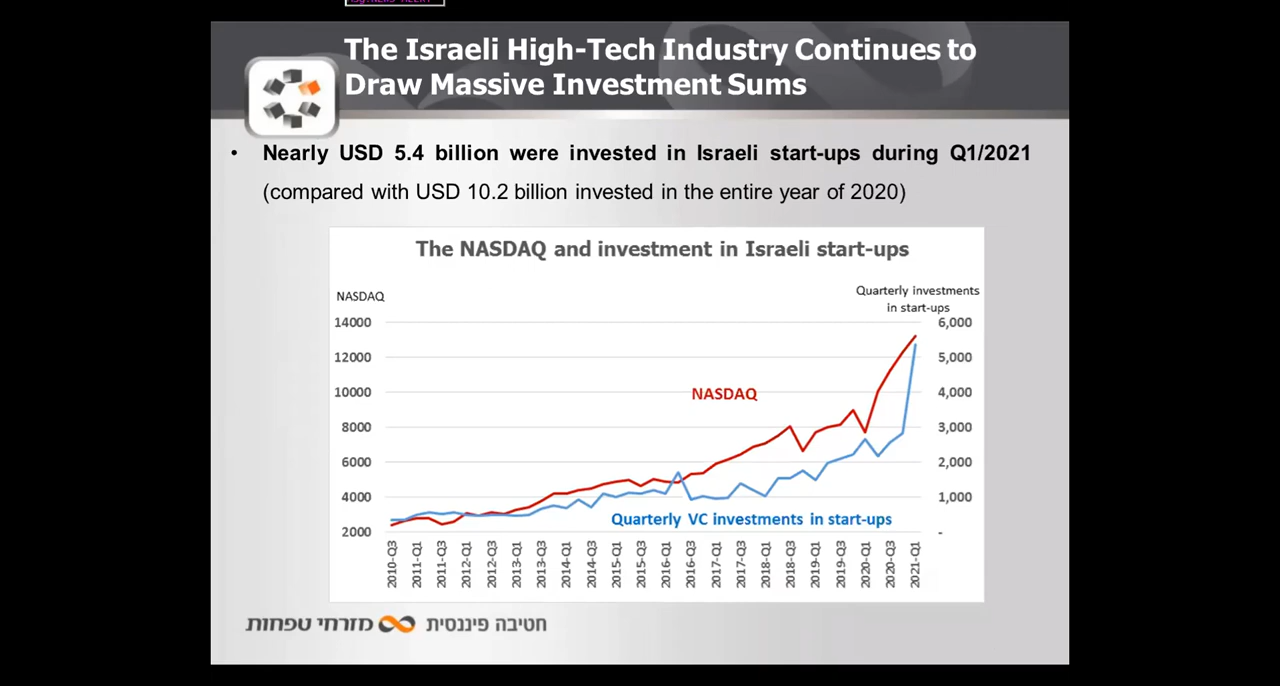 The Israeli High-Tech Industry Continues to
Draw Massive Investment Sums
• Nearly USD 5.4 billion were invested in Israeli start-ups during Q1/2021
(compared with USD 10.2 billion invested in the entire year of 2020)
The NASDAQ and investment in Israeli start-ups
NASDAQ
Quarterly investments
in start-ups
14000
12000
10000
8000
6000
4000
2000
6,000
5,000
4,000
3,000
2,000
1,000
-
NASDAQ
Quarterly VC investments in start-ups
2010-Q3
2011-Q1
2011-Q3
2012-Q1
2012-Q3
2013-Q1
2013-Q3
2014-Q1
2014-Q3
2015-Q1
2015-Q3
2016-Q1
2016-Q3
2017-Q1
2017-Q3
2018-Q1
2018-Q3
2019-Q1
2019-Q3
2020-Q1
2020-Q3
2021-Q1
חטיבה פיננסית מזרחי טפחות